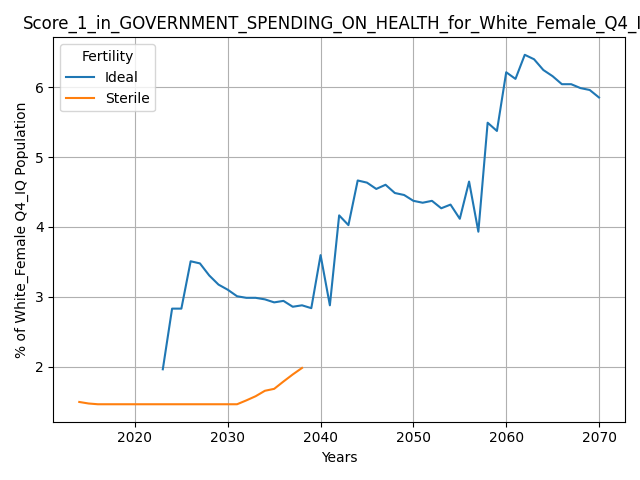 Score_1_in_GOVERNMENT_SPENDING_ON_HEALTH_for_White_Female_Q4_I
Fertility
Ideal
Sterile
% of White_Female Q4_IQ Population
6
5
4
3
2
2020 2030 2040 2050 2060 2070
Years